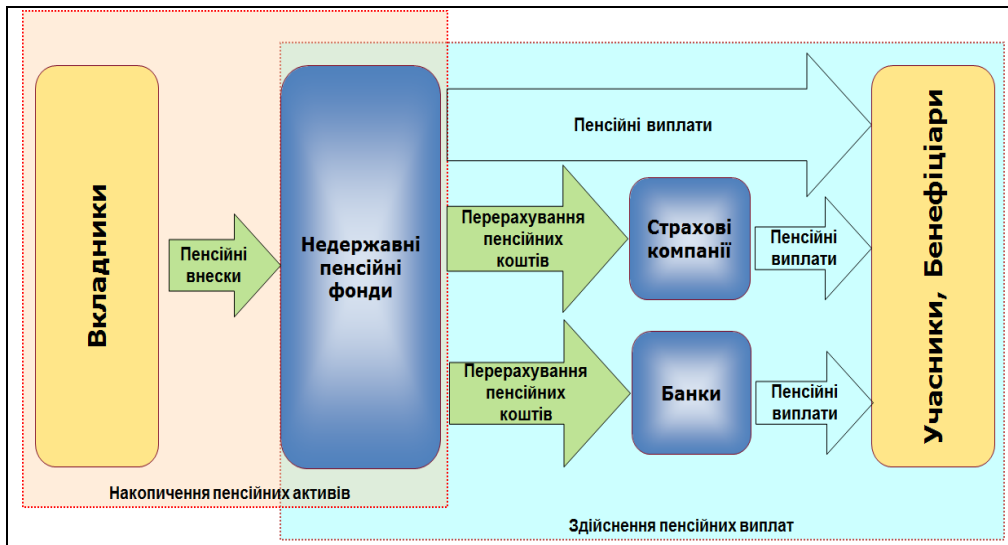 Вкладники
Пенсійні
внески
Недержавні
пенсійні
фонди
Пенсійні виплати
Перерахування
пенсійних
коштів
Страхові
компанії
Пенсійні
виплати
Перерахування
пенсійних
коштів
Банки
Пенсійні
виплати
Учасники, Бенефіціари
Накопичення пенсійних активів
Здійснення пенсійних виплат